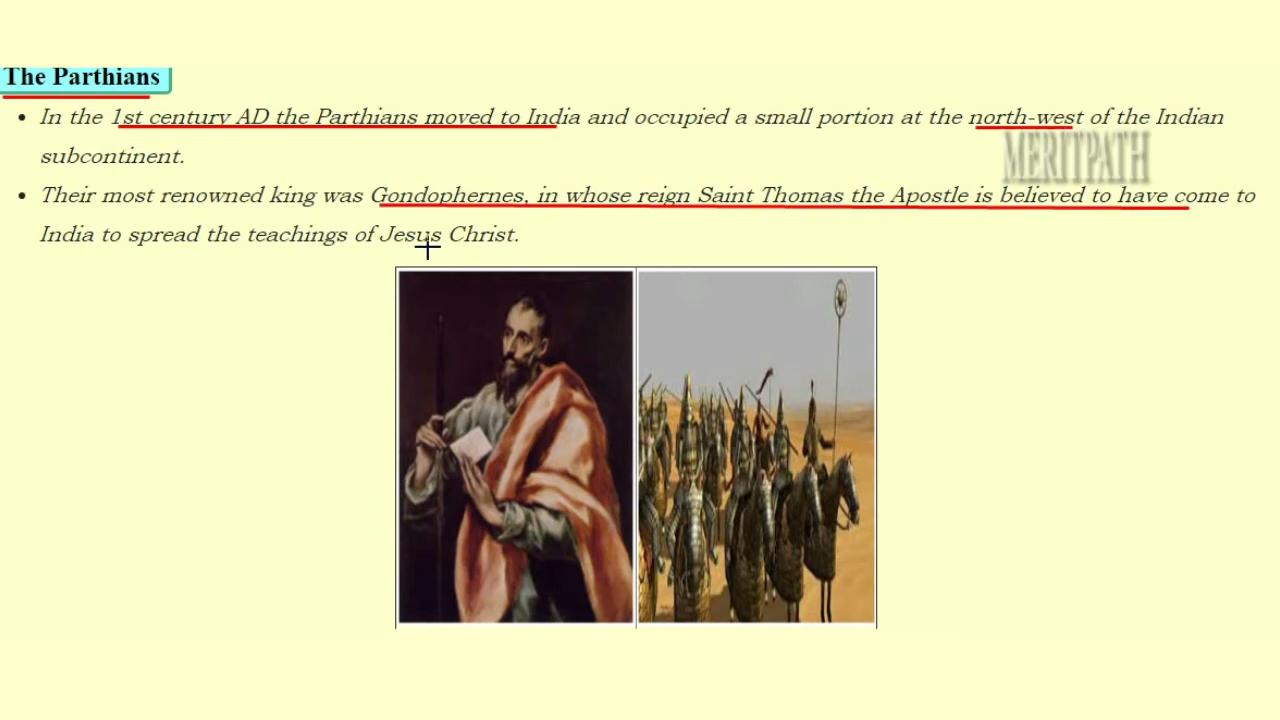 The Parthians
• In the 1st century AD the Parthians moved to India and occupied a small portion at the north-west of the Indian
MERITPATH
subcontinent.
• Their most renowned king was Gondophernes, in whose reign Saint Thomas the Apostle is believed to have come to
India to spread the teachings of Jesus Christ.